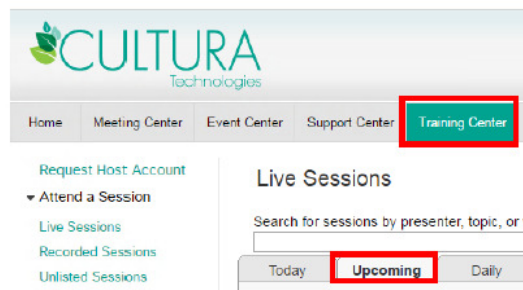 CULTURA
Technologies
Home Meeting Center Event Center Support Center Training Center
Request Host Account
Attend a Session
Live Sessions
Recorded Sessions
Unlisted Sessions
Live Sessions
Search for sessions by presenter, topic, or
Today Upcoming Daily